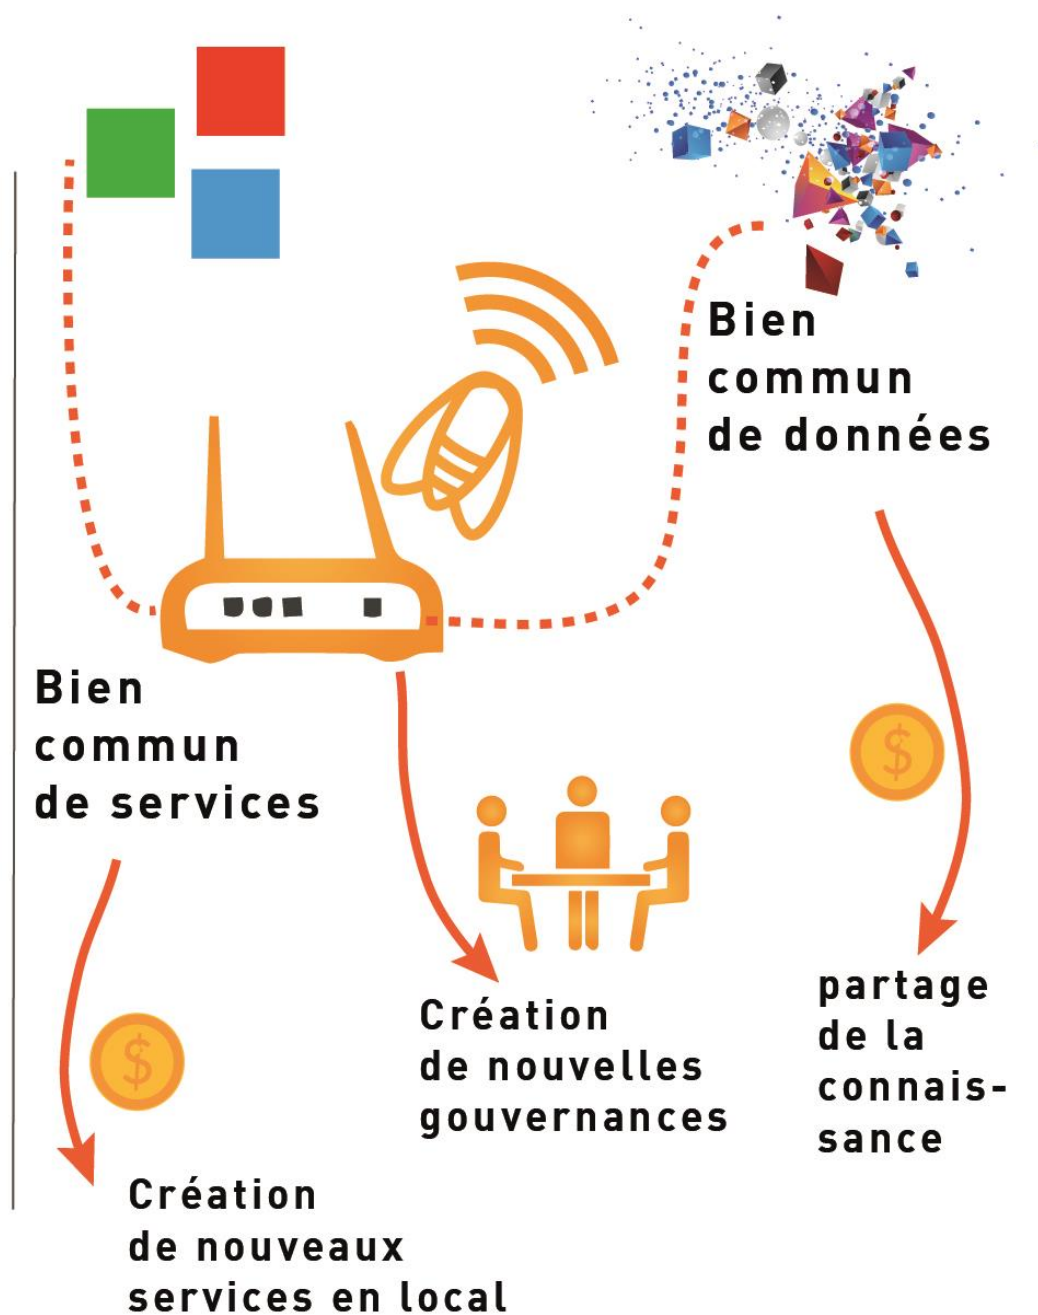 Bien
commun
de données
Bien
commun
de services
Création
de nouvelles
gouvernances
partage
de la
connais-
sance
Création
de nouveaux
services en local